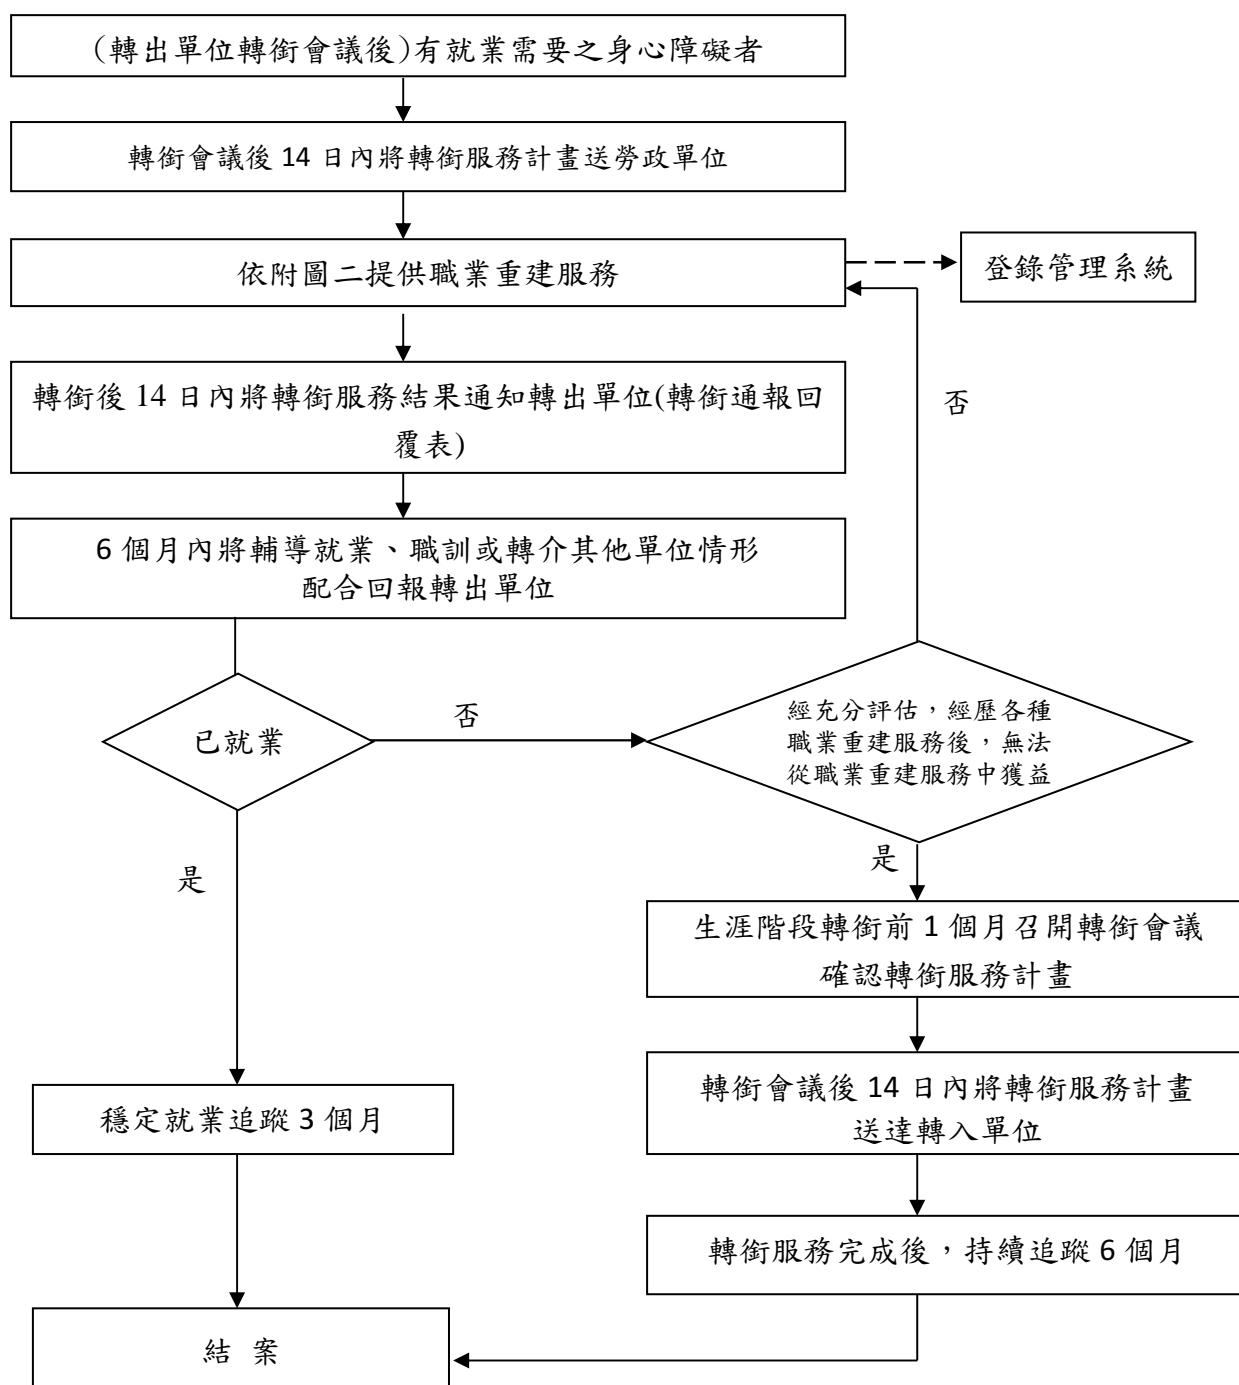 (轉出單位轉銜會議後)有就業需要之身心障礙者
轉銜會議後 14 日內將轉銜服務計畫送勞政單位
依附圖二提供職業重建服務
登錄管理系統
轉銜後 14 日內將轉銜服務結果通知轉出單位(轉銜通報回
覆表)
否
6 個月內將輔導就業、職訓或轉介其他單位情形
配合回報轉出單位
已就業
否
經充分評估，經歷各種
職業重建服務後，無法
從職業重建服務中獲益
是
是
生涯階段轉銜前 1 個月召開轉銜會議
確認轉銜服務計畫
穩定就業追蹤 3 個月
轉銜會議後 14 日內將轉銜服務計畫
送達轉入單位
轉銜服務完成後，持續追蹤 6 個月
結 案